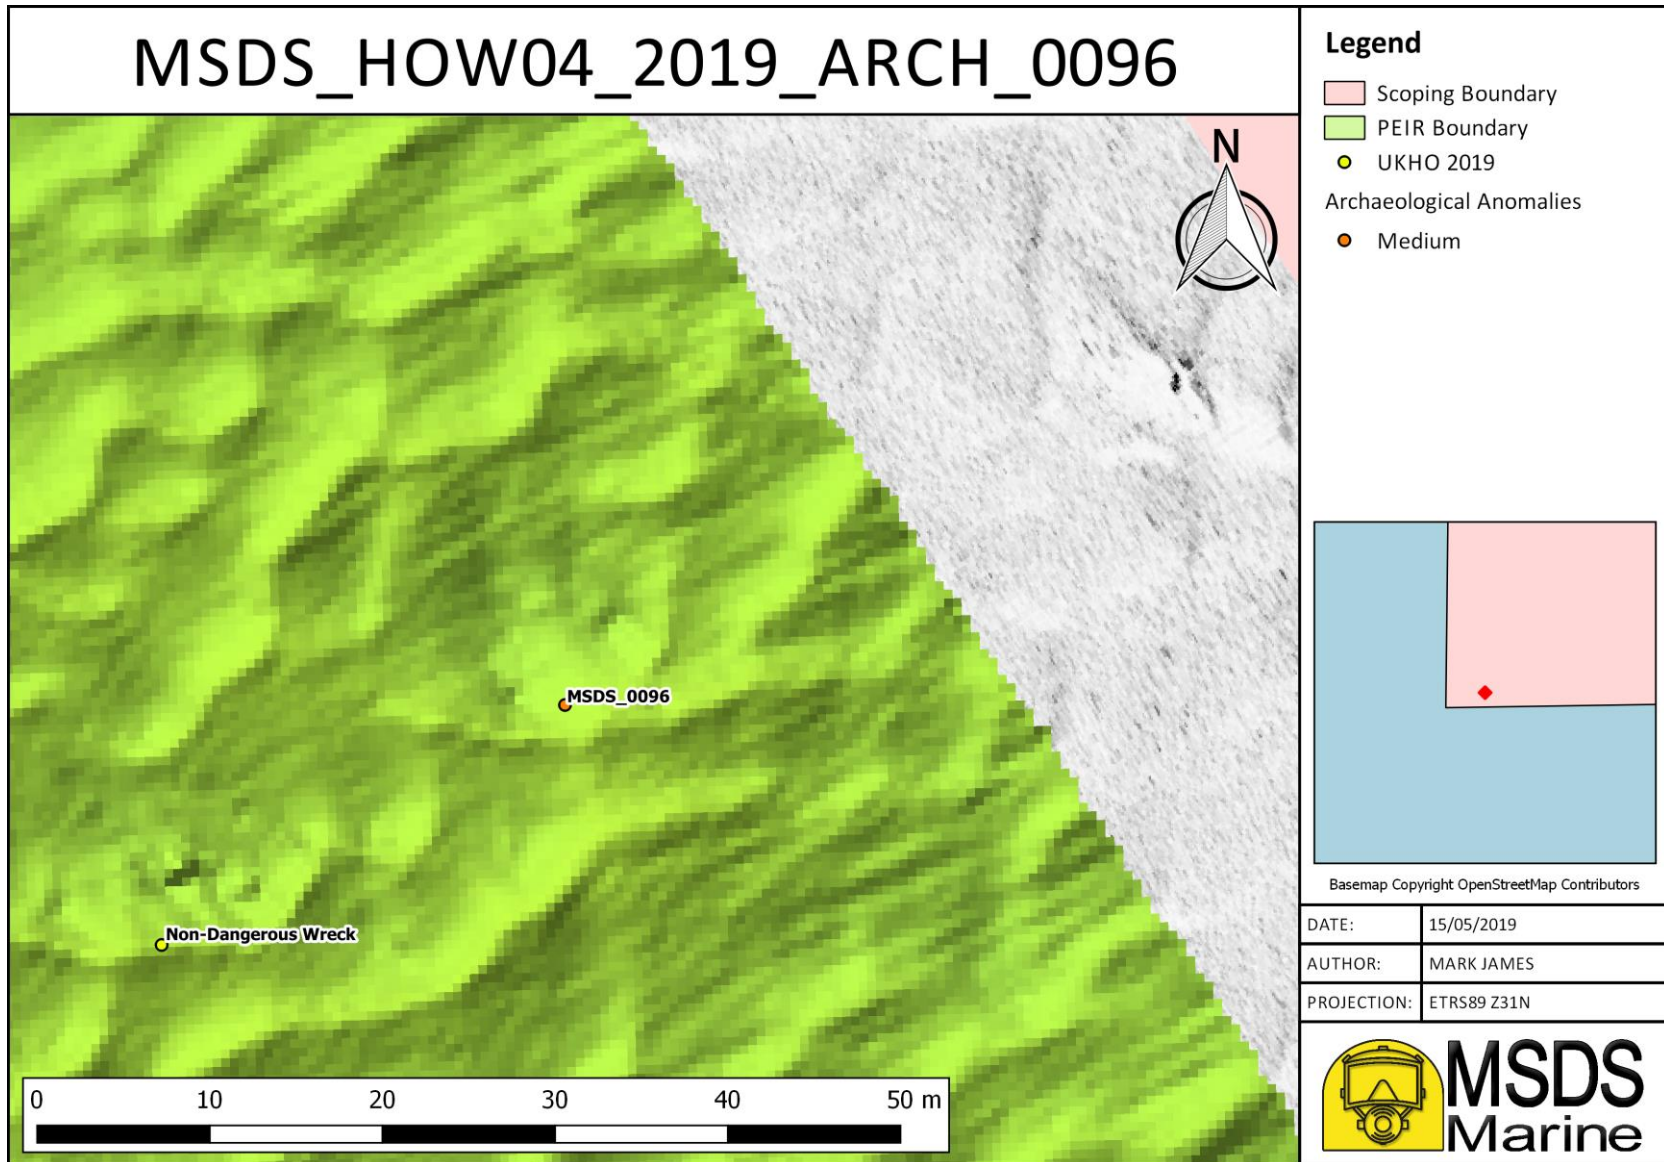 MSDS_HOW04_2019_ARCH_0096
N
MSDS_0096
Non-Dangerous Wreck
0 10 20 30 40 50 m
Legend
Scoping Boundary
PEIR Boundary
UKHO 2019
Archaeological Anomalies
Medium
Basemap Copyright OpenStreetMap Contributors
DATE: 15/05/2019
AUTHOR: MARK JAMES
PROJECTION: ETRS89 Z31N
MSDS
Marine